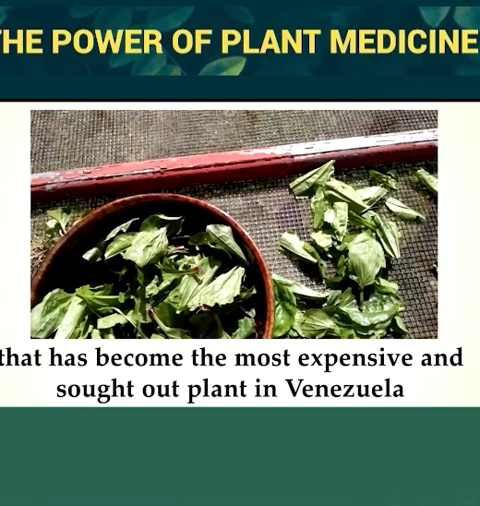 THE POWER OF PLANT MEDICINE
that has become the most expensive and
sought out plant in Venezuela